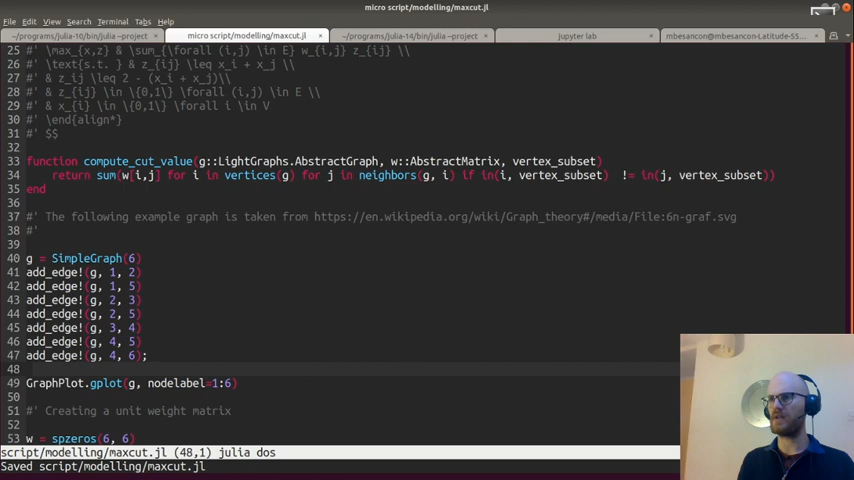 micro script/modelling/maxcut.jl
File Edit View Search Terminal Tabs Help
~/programs/julia-10/bin/julia –project × micro script/modelling/maxcut.jl × ~/programs/julia-14/bin/julia –project × jupyter lab × mbesancon@mbesancon-Latitude-55... ×
25 #' \max_{x,z} & \sum_{\forall (i,j) \in E} w_{i,j} z_{ij} \\
26 #' \text{s.t. } & z_{ij} \leq x_i + x_j \\
27 #' & z_ij \leq 2 - (x_i + x_j)\\
28 #' & z_{ij} \in \{0,1\} \forall (i,j) \in E \\
29 #' & x_{i} \in \{0,1\} \forall i \in V
30 #' \end{align*}
31 #' $$
32
33 function compute_cut_value(g::LightGraphs.AbstractGraph, w::AbstractMatrix, vertex_subset)
34     return sum(w[i,j] for i in vertices(g) for j in neighbors(g, i) if in(i, vertex_subset)  != in(j, vertex_subset))
35 end
36
37 #' The following example graph is taken from https://en.wikipedia.org/wiki/Graph_theory#/media/File:6n-graf.svg
38 #'
39
40 g = SimpleGraph(6)
41 add_edge!(g, 1, 2)
42 add_edge!(g, 1, 5)
43 add_edge!(g, 2, 3)
44 add_edge!(g, 2, 5)
45 add_edge!(g, 3, 4)
46 add_edge!(g, 4, 5)
47 add_edge!(g, 4, 6);
48
49 GraphPlot.gplot(g, nodelabel=1:6)
50
51 #' Creating a unit weight matrix
52
53 w = spzeros(6, 6)
script/modelling/maxcut.jl (48,1) julia dos
Saved script/modelling/maxcut.jl